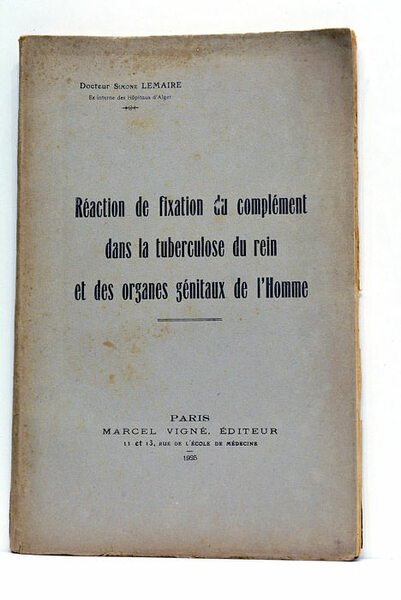 Docteur SIMONE LEMAIRE
Ex interne des Hôpitaux d'Alger
Réaction de fixation du complément
dans la tuberculose du rein
et des organes génitaux de l'Homme
PARIS
MARCEL VIGNÉ, ÉDITEUR
11 et 13, RUE DE L'ÉCOLE DE MÉDECINE